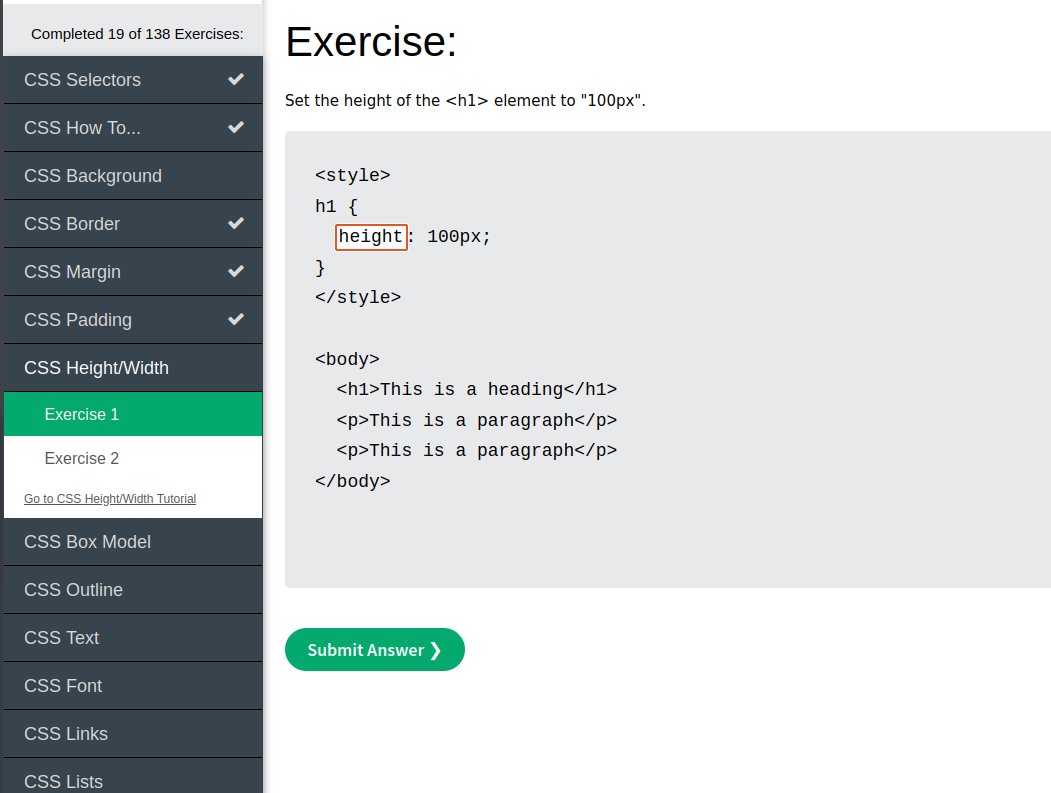 Completed 19 of 138 Exercises:
CSS Selectors
CSS How To...
CSS Background
CSS Border
CSS Margin
CSS Padding
CSS Height/Width
Exercise 1
Exercise 2
Go to CSS Height/Width Tutorial
CSS Box Model
CSS Outline
CSS Text
CSS Font
CSS Links
CSS Lists
Exercise:
Set the height of the <h1> element to "100px".
<style>
h1 {
  height: 100px;
}
</style>
<body>
  <h1>This is a heading</h1>
  <p>This is a paragraph</p>
  <p>This is a paragraph</p>
</body>
Submit Answer ❯